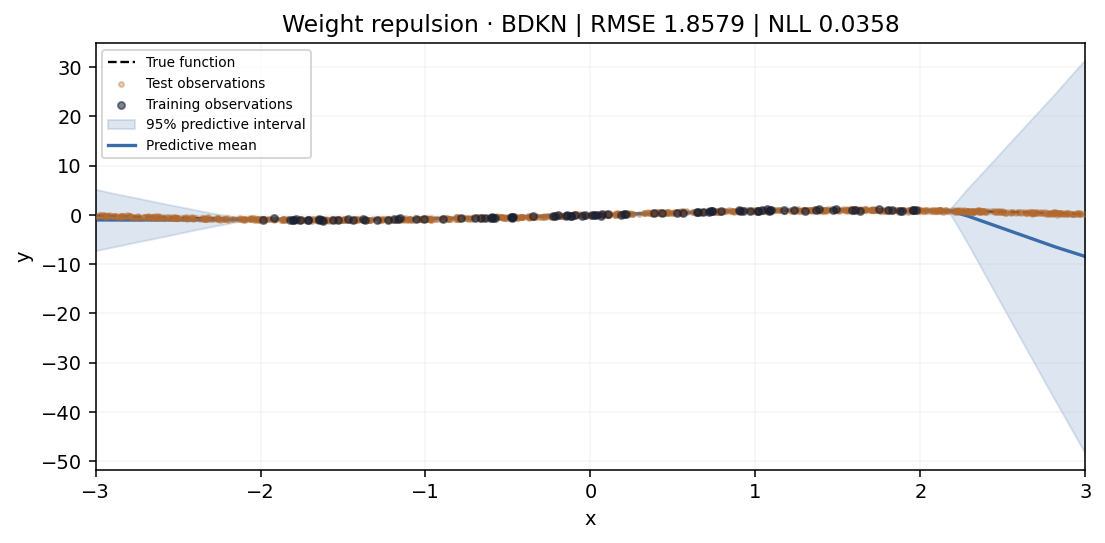 Weight repulsion · BDKN | RMSE 1.8579 | NLL 0.0358
True function
Test observations
Training observations
95% predictive interval
Predictive mean
30
20
10
0
−10
−20
−30
−40
−50
y
−3 −2 −1 0 1 2 3
x